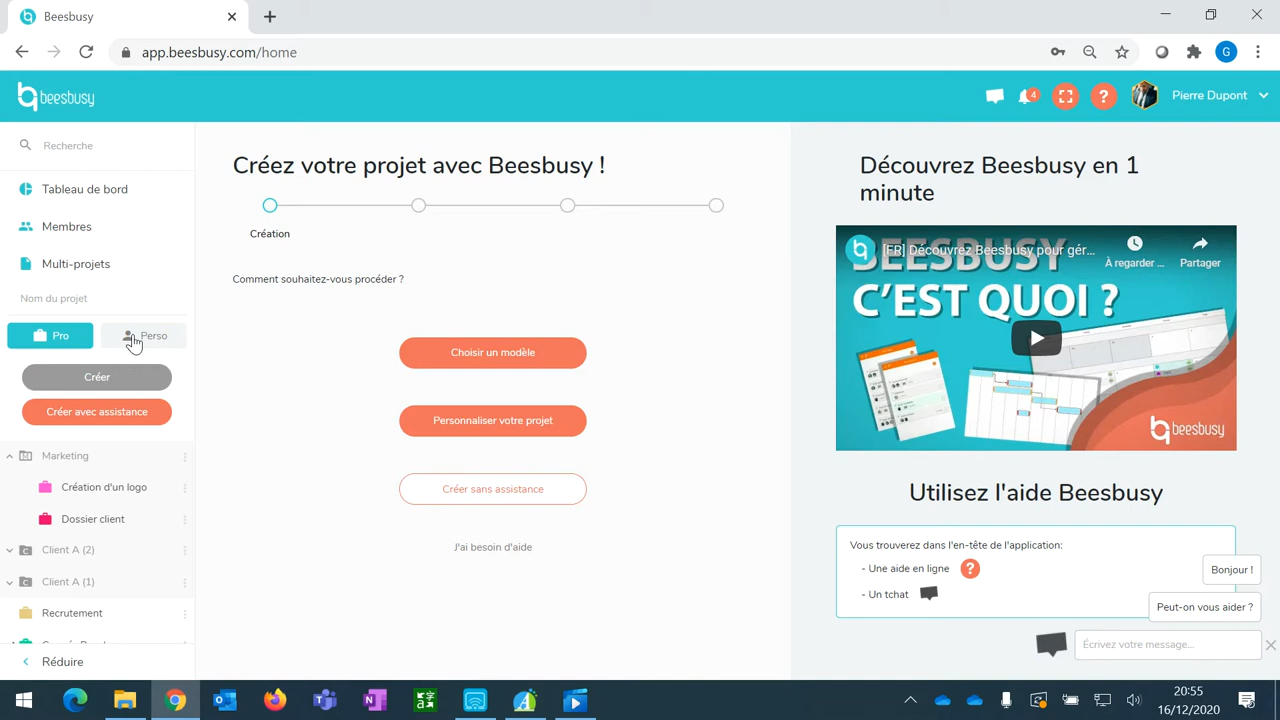 Beesbusy
app.beesbusy.com/home
G
beesbusy
4
?
Pierre Dupont
Recherche
Tableau de bord
Membres
Multi-projets
Nom du projet
Pro
Perso
Créer
Créer avec assistance
Marketing
Création d'un logo
Dossier client
Client A (2)
Client A (1)
Recrutement
Réduire
Créez votre projet avec Beesbusy !
Création
Comment souhaitez-vous procéder ?
Choisir un modèle
Personnaliser votre projet
Créer sans assistance
J'ai besoin d'aide
Découvrez Beesbusy en 1
minute
[FR] Découvrez Beesbusy pour gér...
À regarder ...
Partager
BEESBUSY
C'EST QUOI ?
beesbusy
Utilisez l'aide Beesbusy
Vous trouverez dans l'en-tête de l'application:
- Une aide en ligne ?
- Un tchat
Bonjour !
Peut-on vous aider ?
Écrivez votre message...
20:55
16/12/2020